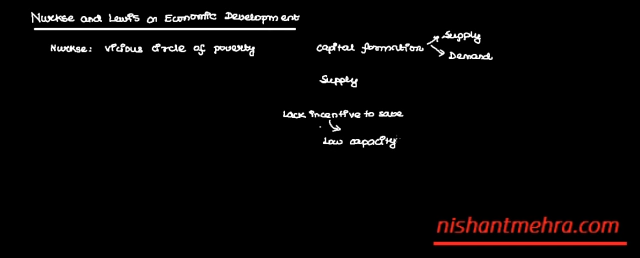 Nurkse and Lewis on Economic Development
Nurkse: vicious circle of poverty
capital formation
Supply
Demand
Supply
Lack incentive to save
Low capacity
nishantmehra.com